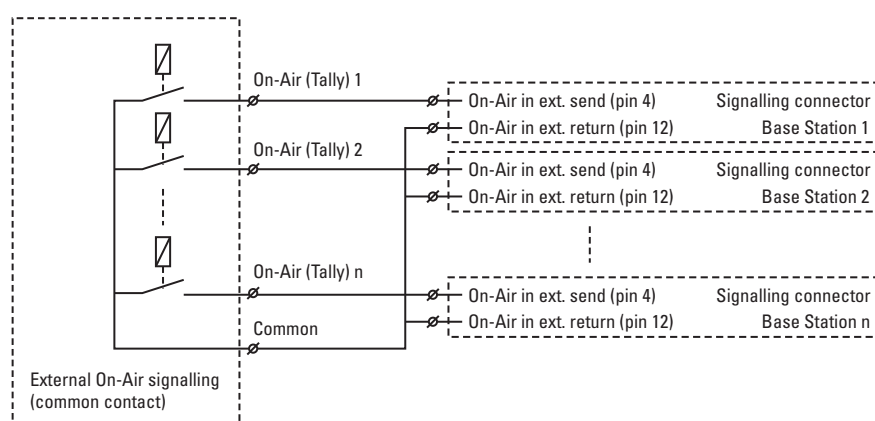 On-Air (Tally) 1
On-Air in ext. send (pin 4) Signalling connector
On-Air in ext. return (pin 12) Base Station 1
On-Air (Tally) 2
On-Air in ext. send (pin 4) Signalling connector
On-Air in ext. return (pin 12) Base Station 2
On-Air (Tally) n
On-Air in ext. send (pin 4) Signalling connector
On-Air in ext. return (pin 12) Base Station n
Common
External On-Air signalling
(common contact)